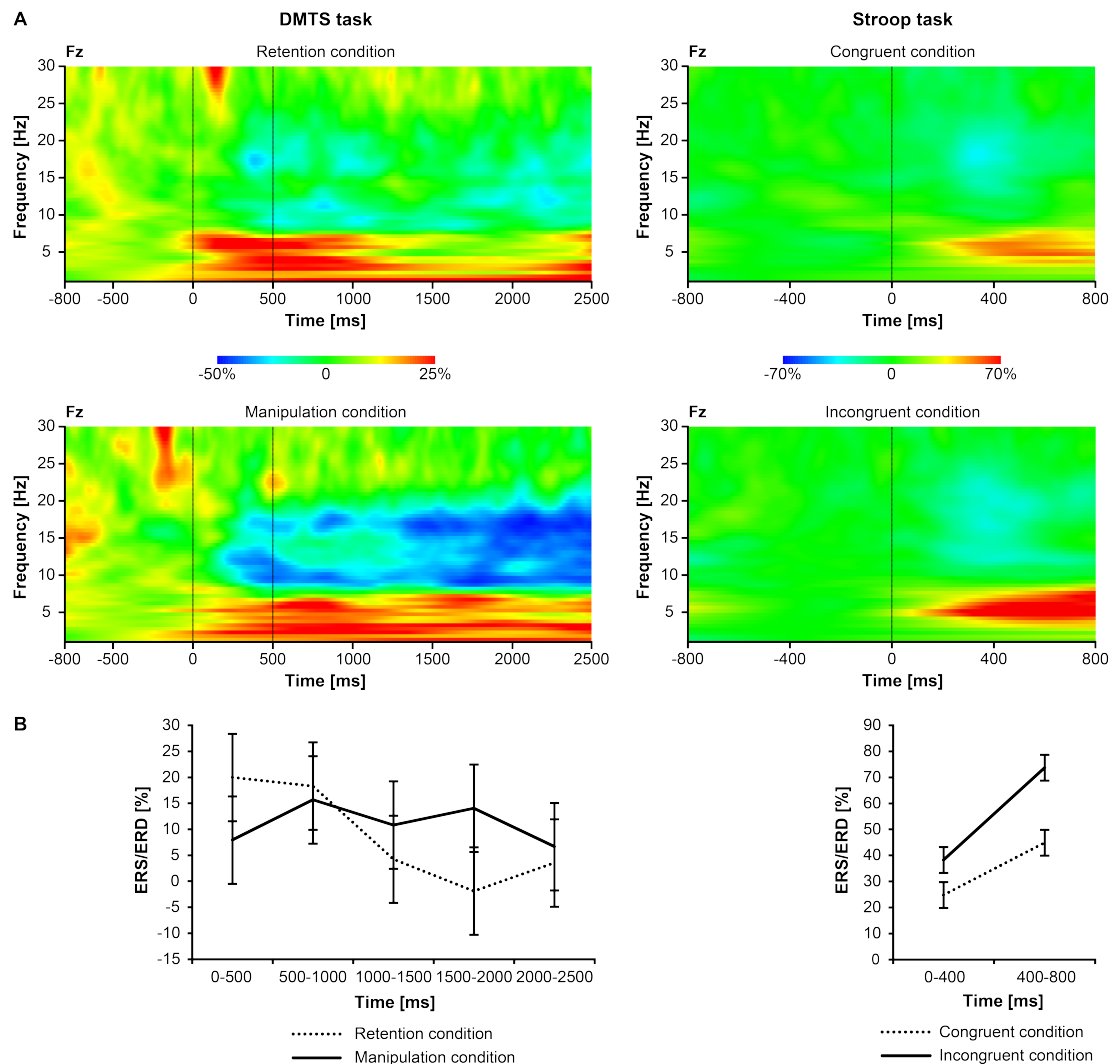 A
DMTS task
Stroop task
Fz
Retention condition
Fz
Congruent condition
Frequency [Hz]
30
25
20
15
10
5
-800
-500
0
500
1000
1500
2000
2500
Time [ms]
Frequency [Hz]
30
25
20
15
10
5
-800
-400
0
400
800
Time [ms]
-50%
0
25%
-70%
0
70%
Fz
Manipulation condition
Fz
Incongruent condition
Frequency [Hz]
30
25
20
15
10
5
-800
-500
0
500
1000
1500
2000
2500
Time [ms]
Frequency [Hz]
30
25
20
15
10
5
-800
-400
0
400
800
Time [ms]
B
ERS/ERD [%]
30
25
20
15
10
5
0
-5
-10
-15
0-500
500-1000
1000-1500
1500-2000
2000-2500
Time [ms]
Retention condition
Manipulation condition
ERS/ERD [%]
90
80
70
60
50
40
30
20
10
0
0-400
400-800
Time [ms]
Congruent condition
Incongruent condition